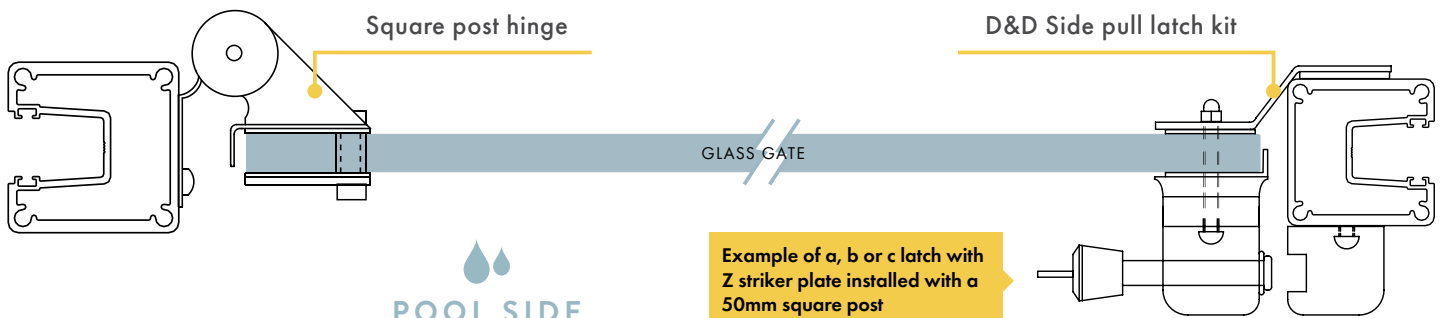 Square post hinge
D&D Side pull latch kit
GLASS GATE
POOL SIDE
Example of a, b or c latch with
Z striker plate installed with a
50mm square post